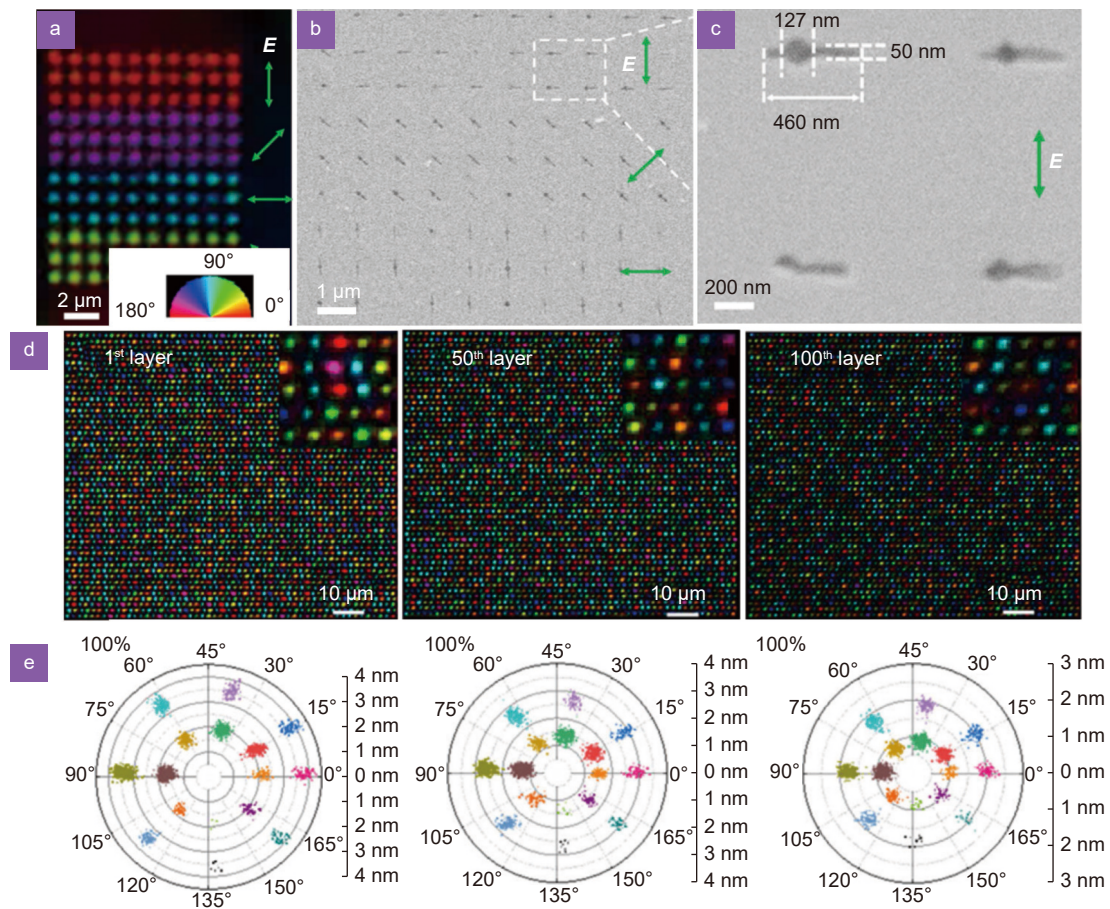 a
E
90°
180°
0°
2 µm
b
E
1 µm
c
127 nm
50 nm
460 nm
E
200 nm
d
1st layer
10 µm
50th layer
10 µm
100th layer
10 µm
e
100%
45°
60°
30°
75°
15°
90°
0°
105°
165°
120°
150°
135°
4 nm
3 nm
2 nm
1 nm
0 nm
1 nm
2 nm
3 nm
4 nm
45°
60°
30°
75°
15°
90°
0°
105°
165°
120°
150°
135°
4 nm
3 nm
2 nm
1 nm
0 nm
1 nm
2 nm
3 nm
4 nm
100%
45°
60°
30°
75°
15°
90°
0°
105°
165°
120°
150°
135°
3 nm
2 nm
1 nm
0 nm
1 nm
2 nm
3 nm